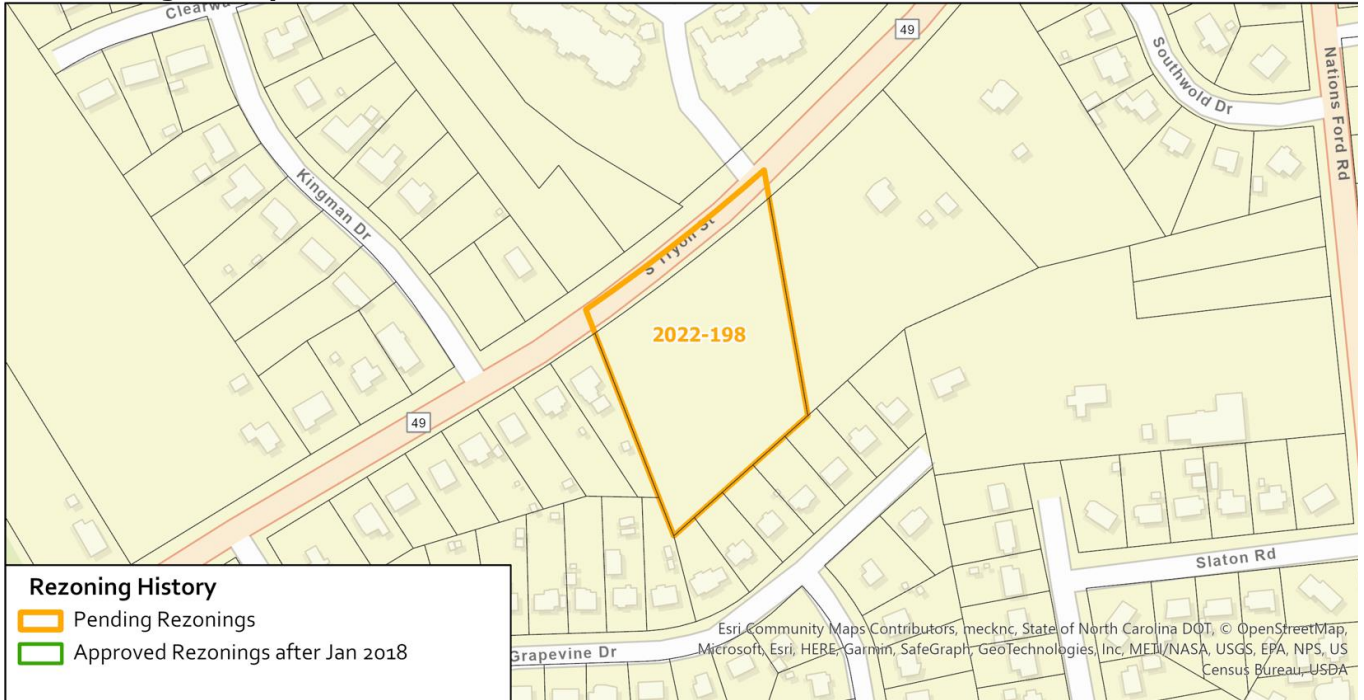 Clearwa
49
Southwold Dr
Nations Ford Rd
Kingman Dr
S Tryon St
2022-198
49
Slaton Rd
Grapevine Dr
Rezoning History
Pending Rezonings
Approved Rezonings after Jan 2018
Esri Community Maps Contributors, mecknc, State of North Carolina DOT, © OpenStreetMap,
Microsoft, Esri, HERE, Garmin, SafeGraph, GeoTechnologies, Inc, METI/NASA, USGS, EPA, NPS, US
Census Bureau, USDA